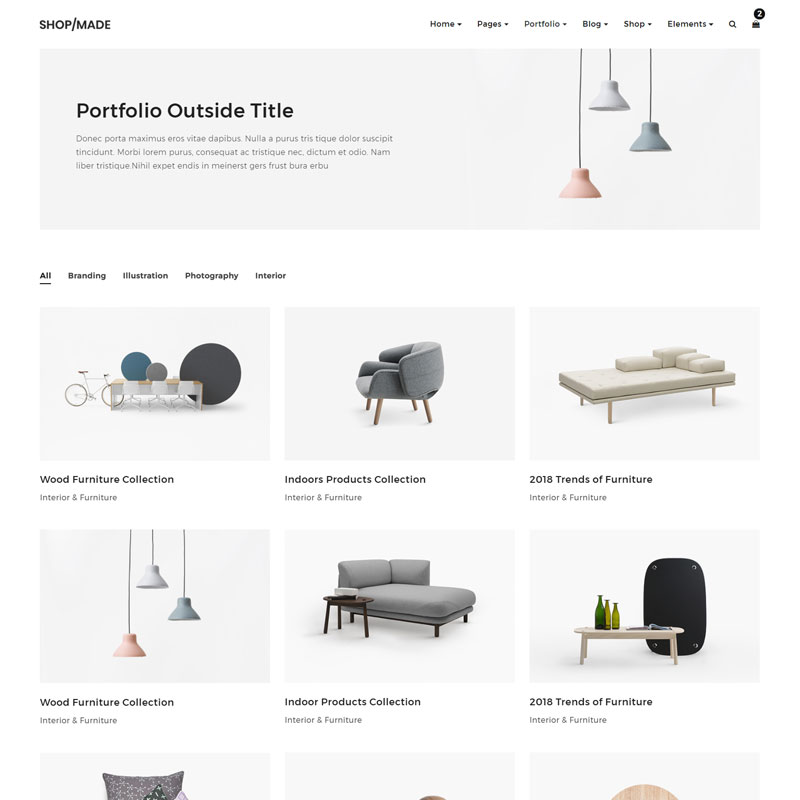 SHOP/MADE
Home Pages Portfolio Blog Shop Elements 2
Portfolio Outside Title
Donec porta maximus eros vitae dapibus. Nulla a purus tris tique dolor suscipit
tincidunt. Morbi lorem purus, consequat ac tristique nec, dictum et odio. Nam
liber tristique Nihil expet endis in meinerst gers frust bura erbu
All Branding Illustration Photography Interior
Wood Furniture Collection
Interior & Furniture
Indoors Products Collection
Interior & Furniture
2018 Trends of Furniture
Interior & Furniture
Wood Furniture Collection
Interior & Furniture
Indoor Products Collection
Interior & Furniture
2018 Trends of Furniture
Interior & Furniture